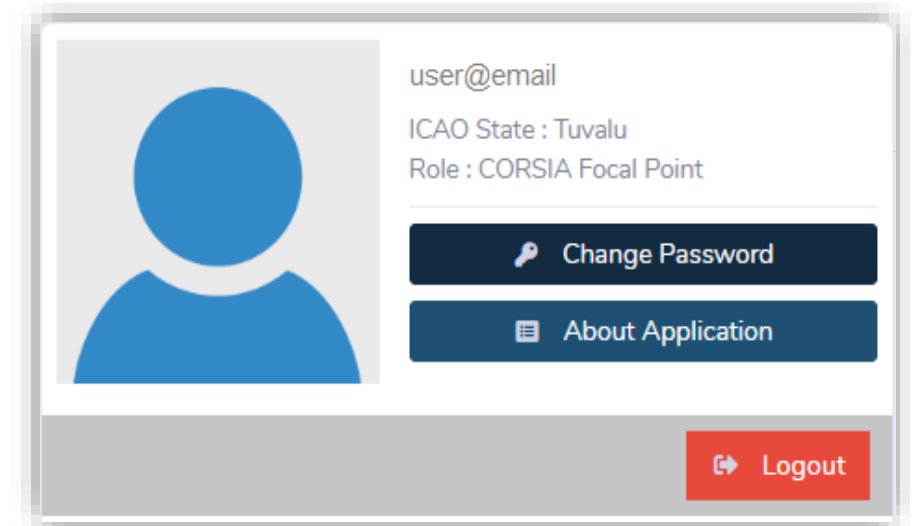 user@email
ICAO State : Tuvalu
Role : CORSIA Focal Point
Change Password
About Application
Logout